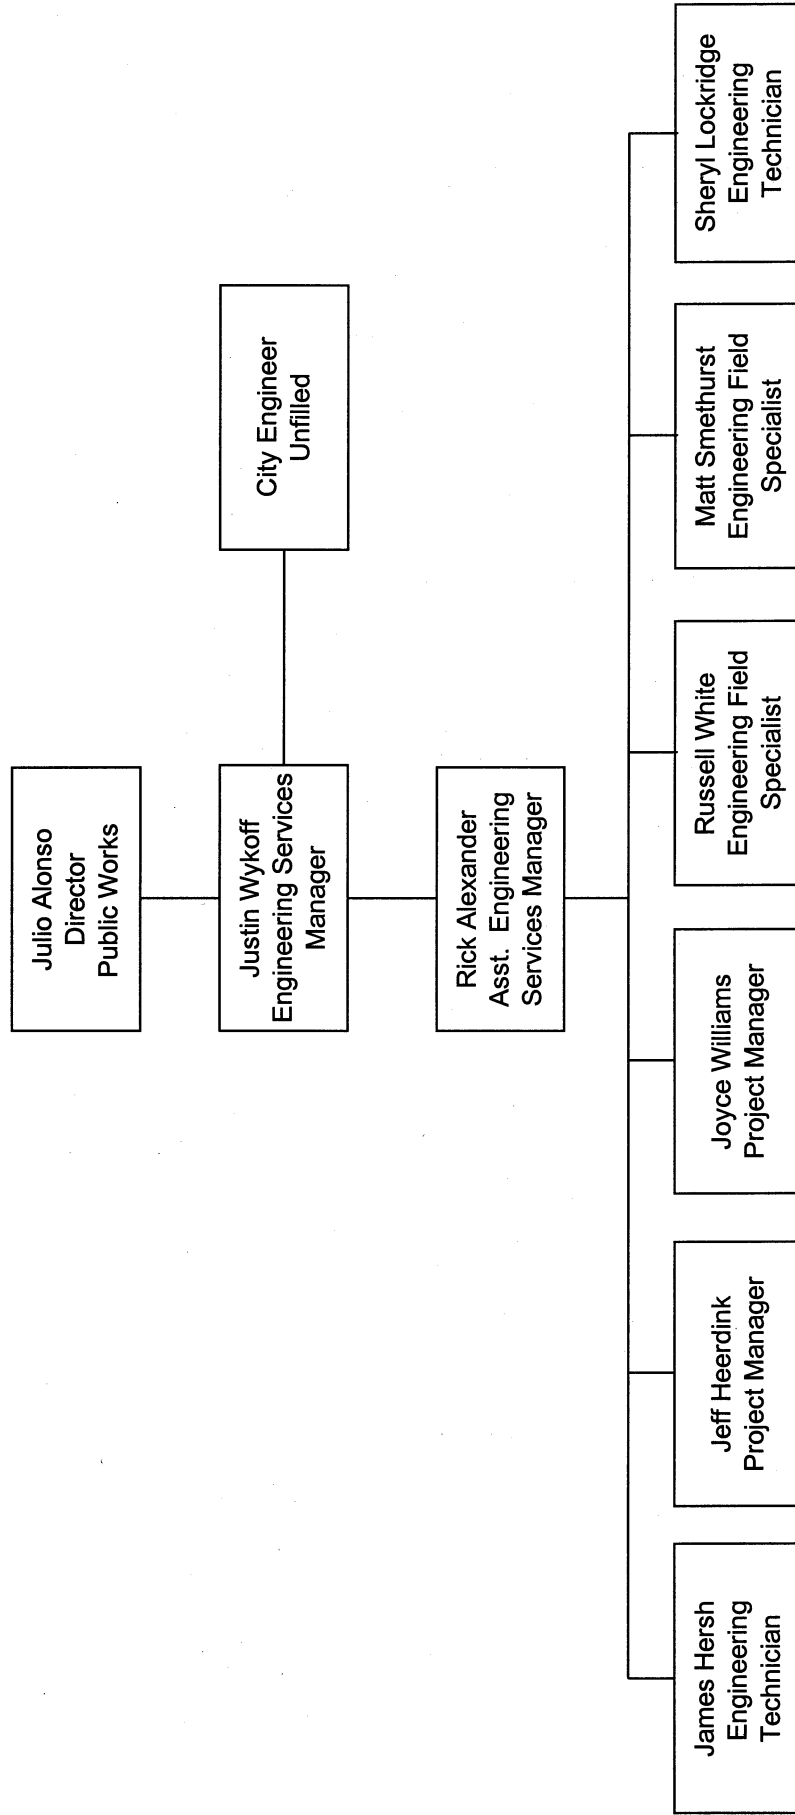 Julio Alonso
Director
Public Works
Justin Wykoff
Engineering Services
Manager
City Engineer
Unfilled
Rick Alexander
Asst. Engineering
Services Manager
James Hersh
Engineering
Technician
Jeff Heerdink
Project Manager
Joyce Williams
Project Manager
Russell White
Engineering Field
Specialist
Matt Smethurst
Engineering Field
Specialist
Sheryl Lockridge
Engineering
Technician